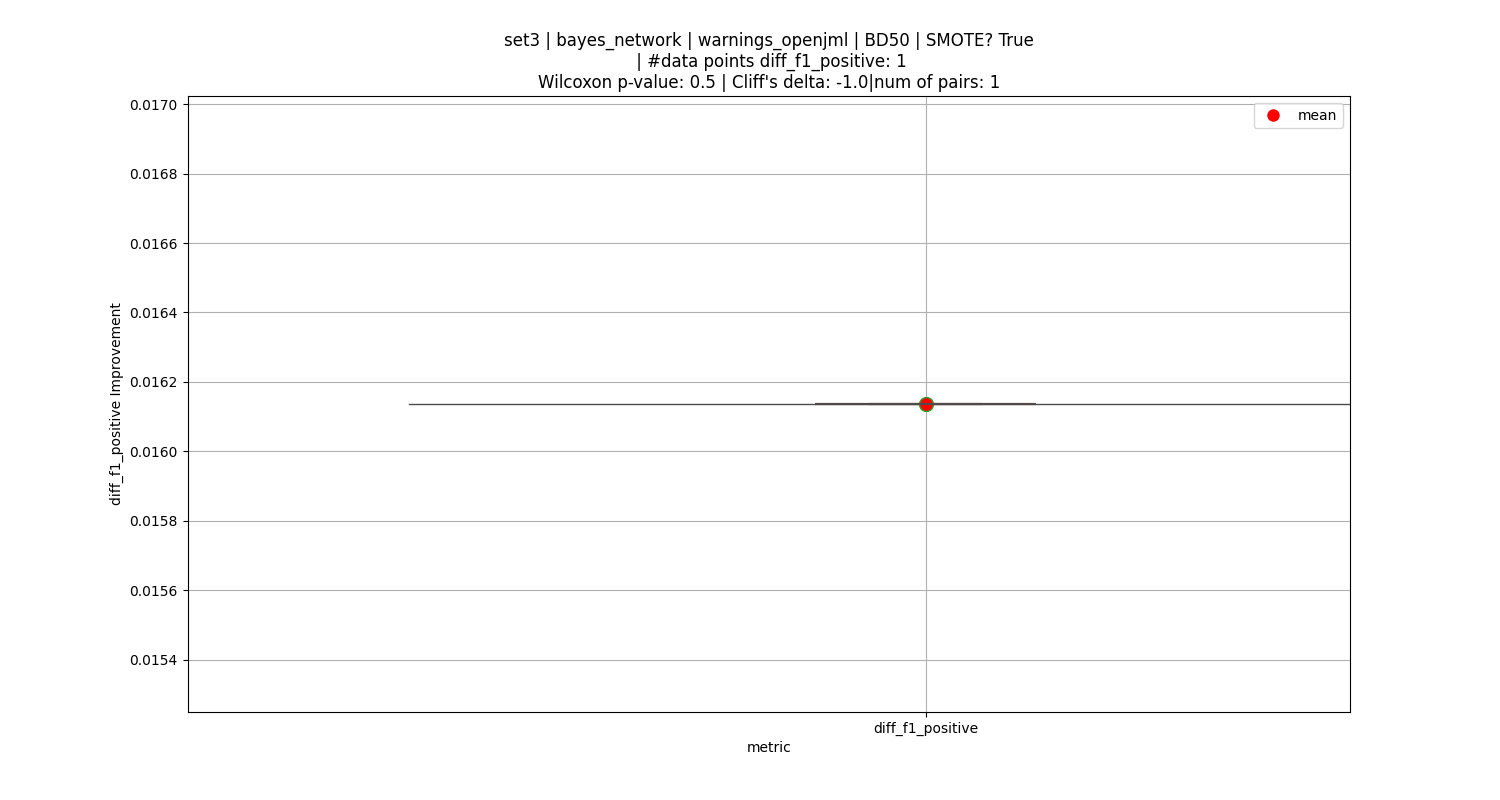 set3 | bayes_network | warnings_openjml | BD50 | SMOTE? True
| #data points diff_f1_positive: 1
Wilcoxon p-value: 0.5 | Cliff's delta: -1.0|num of pairs: 1
mean
0.0170
0.0168
0.0166
0.0164
0.0162
0.0160
0.0158
0.0156
0.0154
diff_f1_positive Improvement
diff_f1_positive
metric